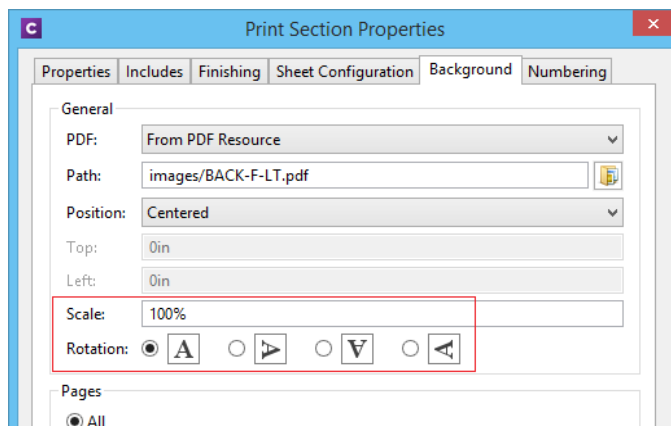 C
Print Section Properties
Properties Includes Finishing Sheet Configuration Background Numbering
General
PDF: From PDF Resource
Path: images/BACK-F-LT.pdf
Position: Centered
Top: 0in
Left: 0in
Scale: 100%
Rotation: A A A A
Pages
All